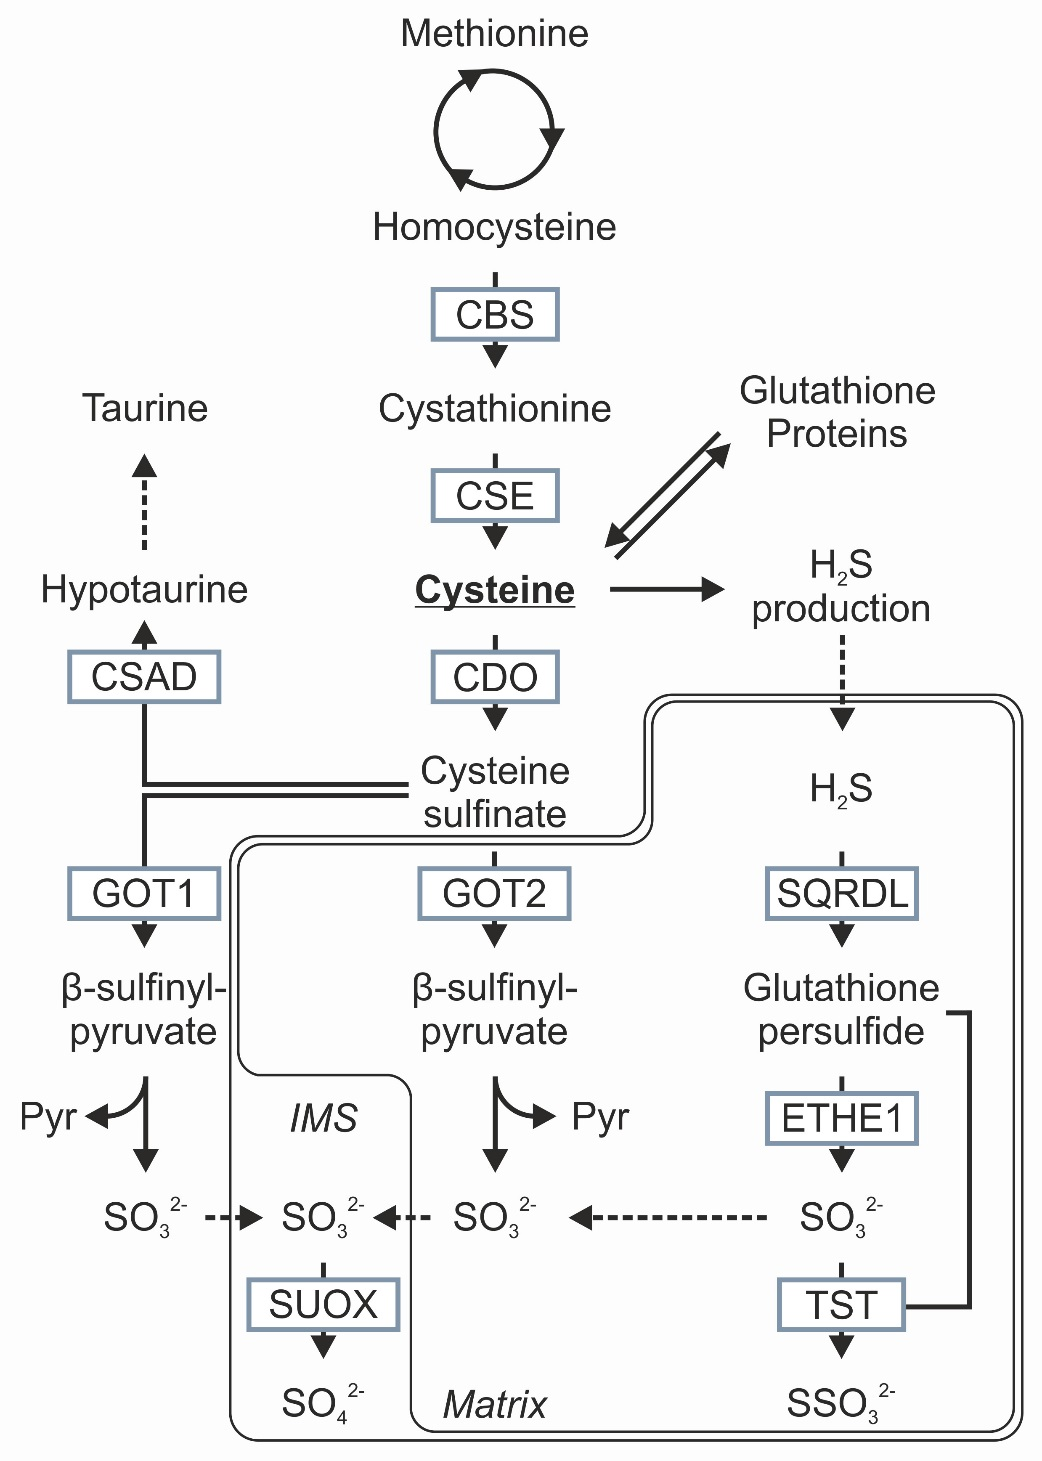 Methionine
Homocysteine
CBS
Taurine
Cystathionine
Glutathione
Proteins
CSE
Hypotaurine
Cysteine
H₂S
production
CSAD
CDO
Cysteine
sulfinate
H₂S
GOT1
GOT2
SQRDL
β-sulfinyl-
pyruvate
β-sulfinyl-
pyruvate
Glutathione
persulfide
Pyr
IMS
Pyr
ETHE1
SO₃²⁻
SO₃²⁻
SO₃²⁻
SO₃²⁻
SUOX
TST
SO₄²⁻
Matrix
SSO₃²⁻